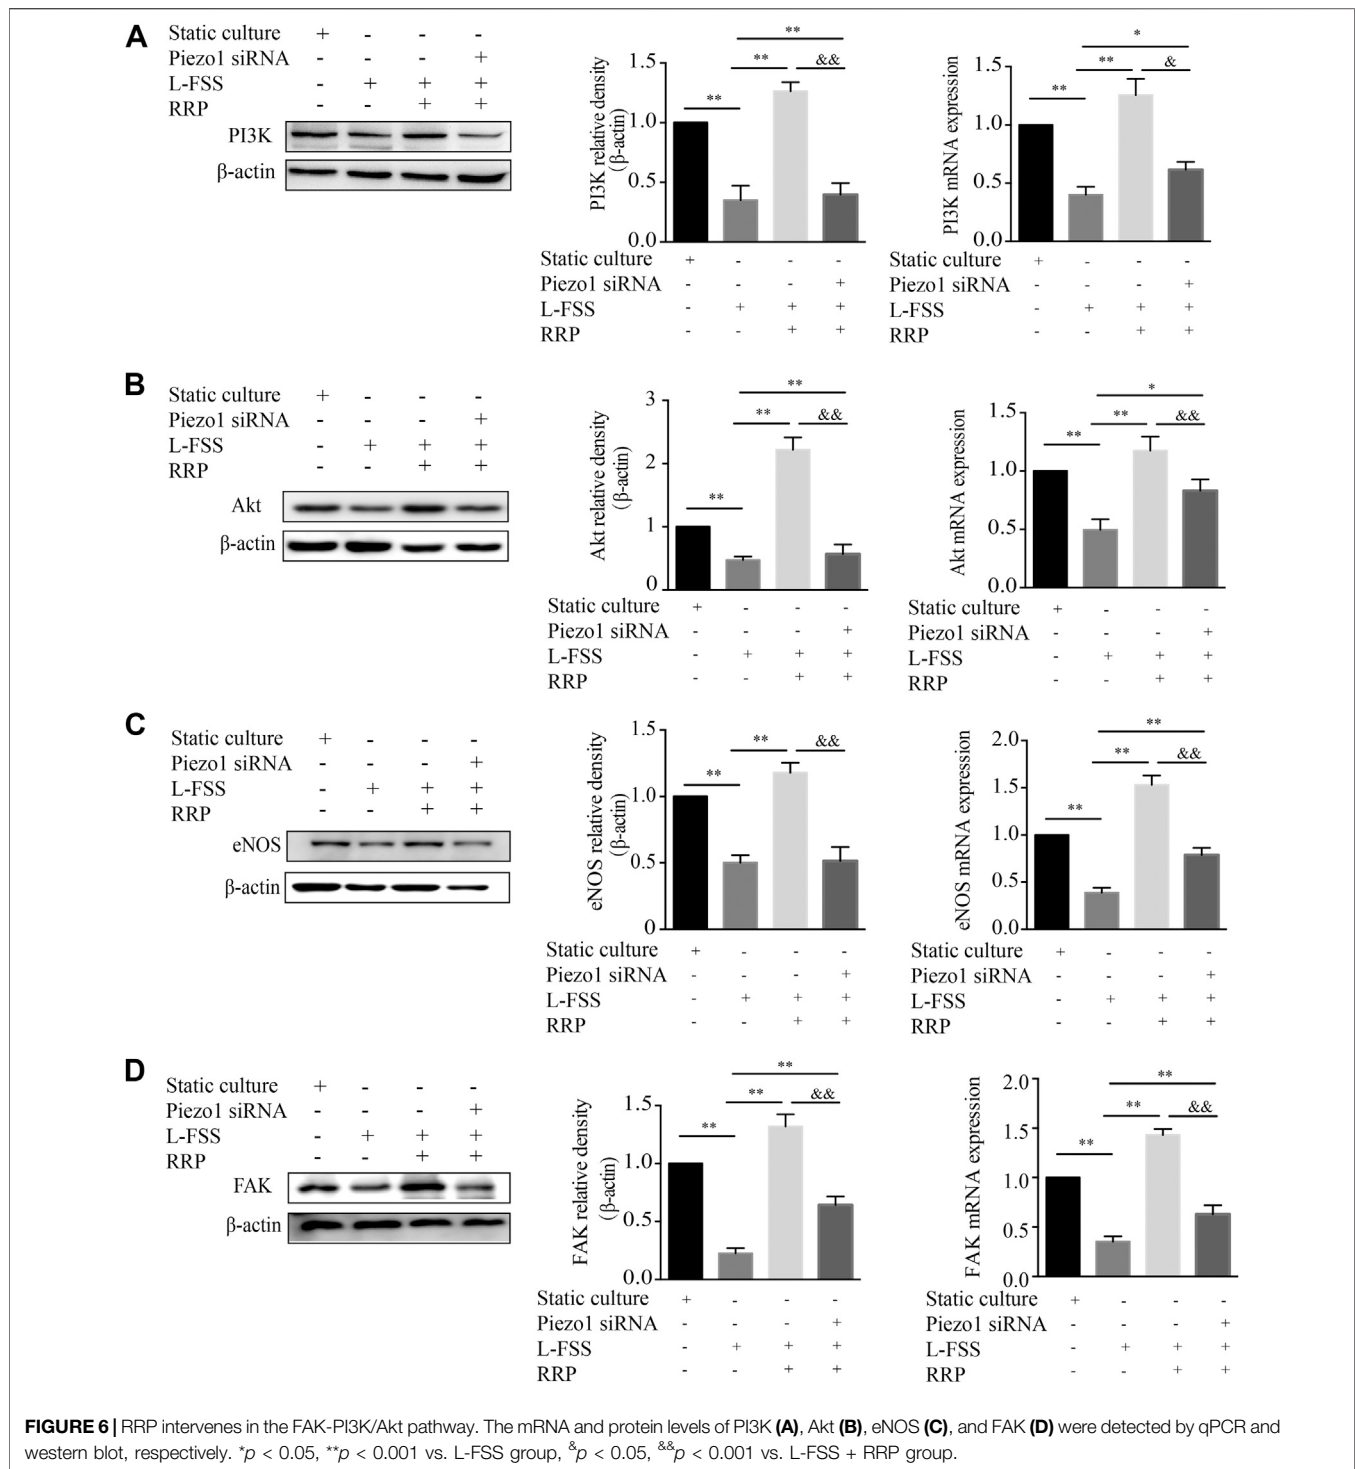 A
Static culture + - - -
Piezo1 siRNA - - - +
L-FSS - + + +
RRP - - + +
PI3K
β-actin
PI3K relative density
(β-actin)
1.5
1.0
0.5
0.0
** ** ** &&
Static culture + - - -
Piezo1 siRNA - - - +
L-FSS - + + +
RRP - - + +
PI3K mRNA expression
1.5
1.0
0.5
0.0
** ** * &
Static culture + - - -
Piezo1 siRNA - - - +
L-FSS - + + +
RRP - - + +
B
Static culture + - - -
Piezo1 siRNA - - - +
L-FSS - + + +
RRP - - + +
Akt
β-actin
Akt relative density
(β-actin)
3
2
1
0
** ** ** &&
Static culture + - - -
Piezo1 siRNA - - - +
L-FSS - + + +
RRP - - + +
Akt mRNA expression
1.5
1.0
0.5
0.0
** ** * &&
Static culture + - - -
Piezo1 siRNA - - - +
L-FSS - + + +
RRP - - + +
C
Static culture + - - -
Piezo1 siRNA - - - +
L-FSS - + + +
RRP - - + +
eNOS
β-actin
eNOS relative density
(β-actin)
1.5
1.0
0.5
0
** ** &&
Static culture + - - -
Piezo1 siRNA - - - +
L-FSS - + + +
RRP - - + +
eNOS mRNA expression
2.0
1.5
1.0
0.5
0.0
** ** ** &&
Static culture + - - -
Piezo1 siRNA - - - +
L-FSS - + + +
RRP - - + +
D
Static culture + - - -
Piezo1 siRNA - - - +
L-FSS - + + +
RRP - - + +
FAK
β-actin
FAK relative density
(β-actin)
1.5
1.0
0.5
0.0
** ** ** &&
Static culture + - - -
Piezo1 siRNA - - - +
L-FSS - + + +
RRP - - + +
FAK mRNA expression
2.0
1.5
1.0
0.5
0.0
** ** ** &&
Static culture + - - -
Piezo1 siRNA - - - +
L-FSS - + + +
RRP - - + +
FIGURE 6 | RRP intervenes in the FAK-PI3K/Akt pathway. The mRNA and protein levels of PI3K (A), Akt (B), eNOS (C), and FAK (D) were detected by qPCR and
western blot, respectively. *p < 0.05, **p < 0.001 vs. L-FSS group, &p < 0.05, &&p < 0.001 vs. L-FSS + RRP group.